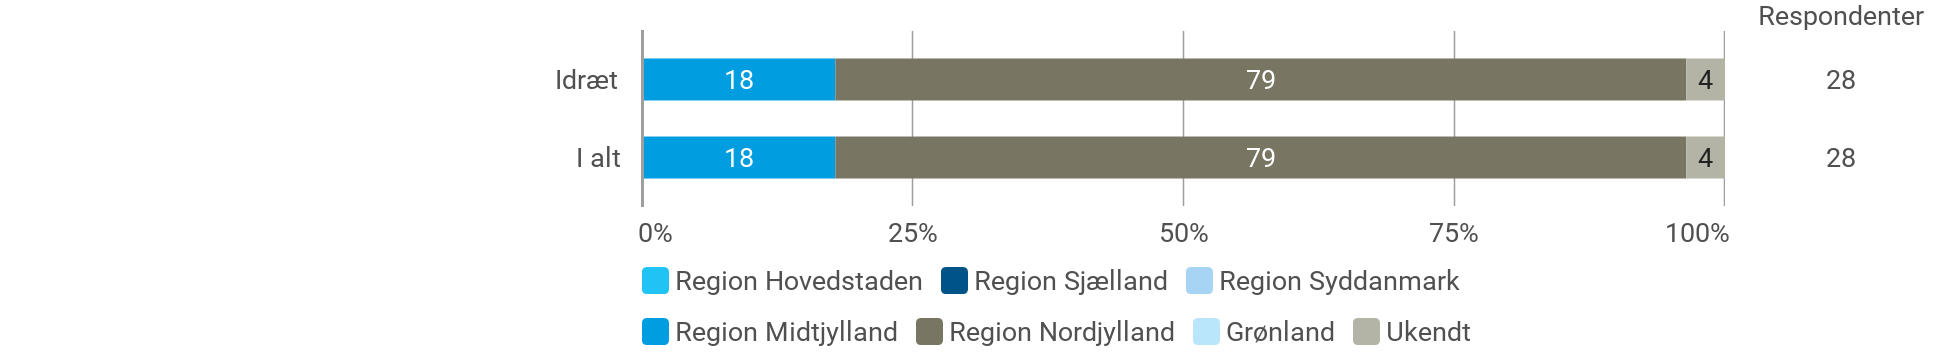 Respondenter
Idræt 18 79 4 28
I alt 18 79 4 28
0% 25% 50% 75% 100%
Region Hovedstaden Region Sjælland Region Syddanmark
Region Midtjylland Region Nordjylland Grønland Ukendt